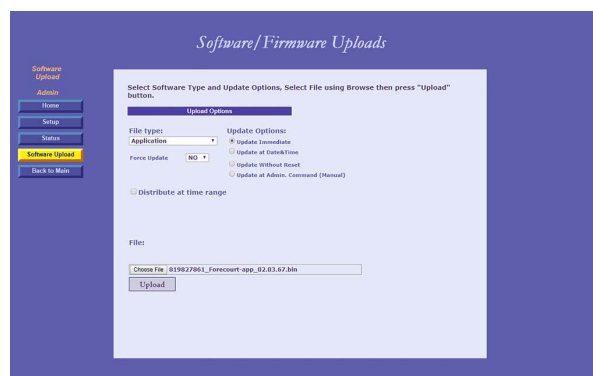 Software/Firmware Uploads
Software
Upload
Admin
Home
Setup
Status
Software Upload
Back to Main
Select Software Type and Update Options, Select File using Browse then press "Upload"
button.
Upload Options
File type:
Application
Force Update NO
Update Options:
Update Immediate
Update at Date&Time
Update Without Reset
Update at Admin. Command (Manual)
Distribute at time range
File:
Choose File 819827861_Forecourt-app_02.03.67.bin
Upload